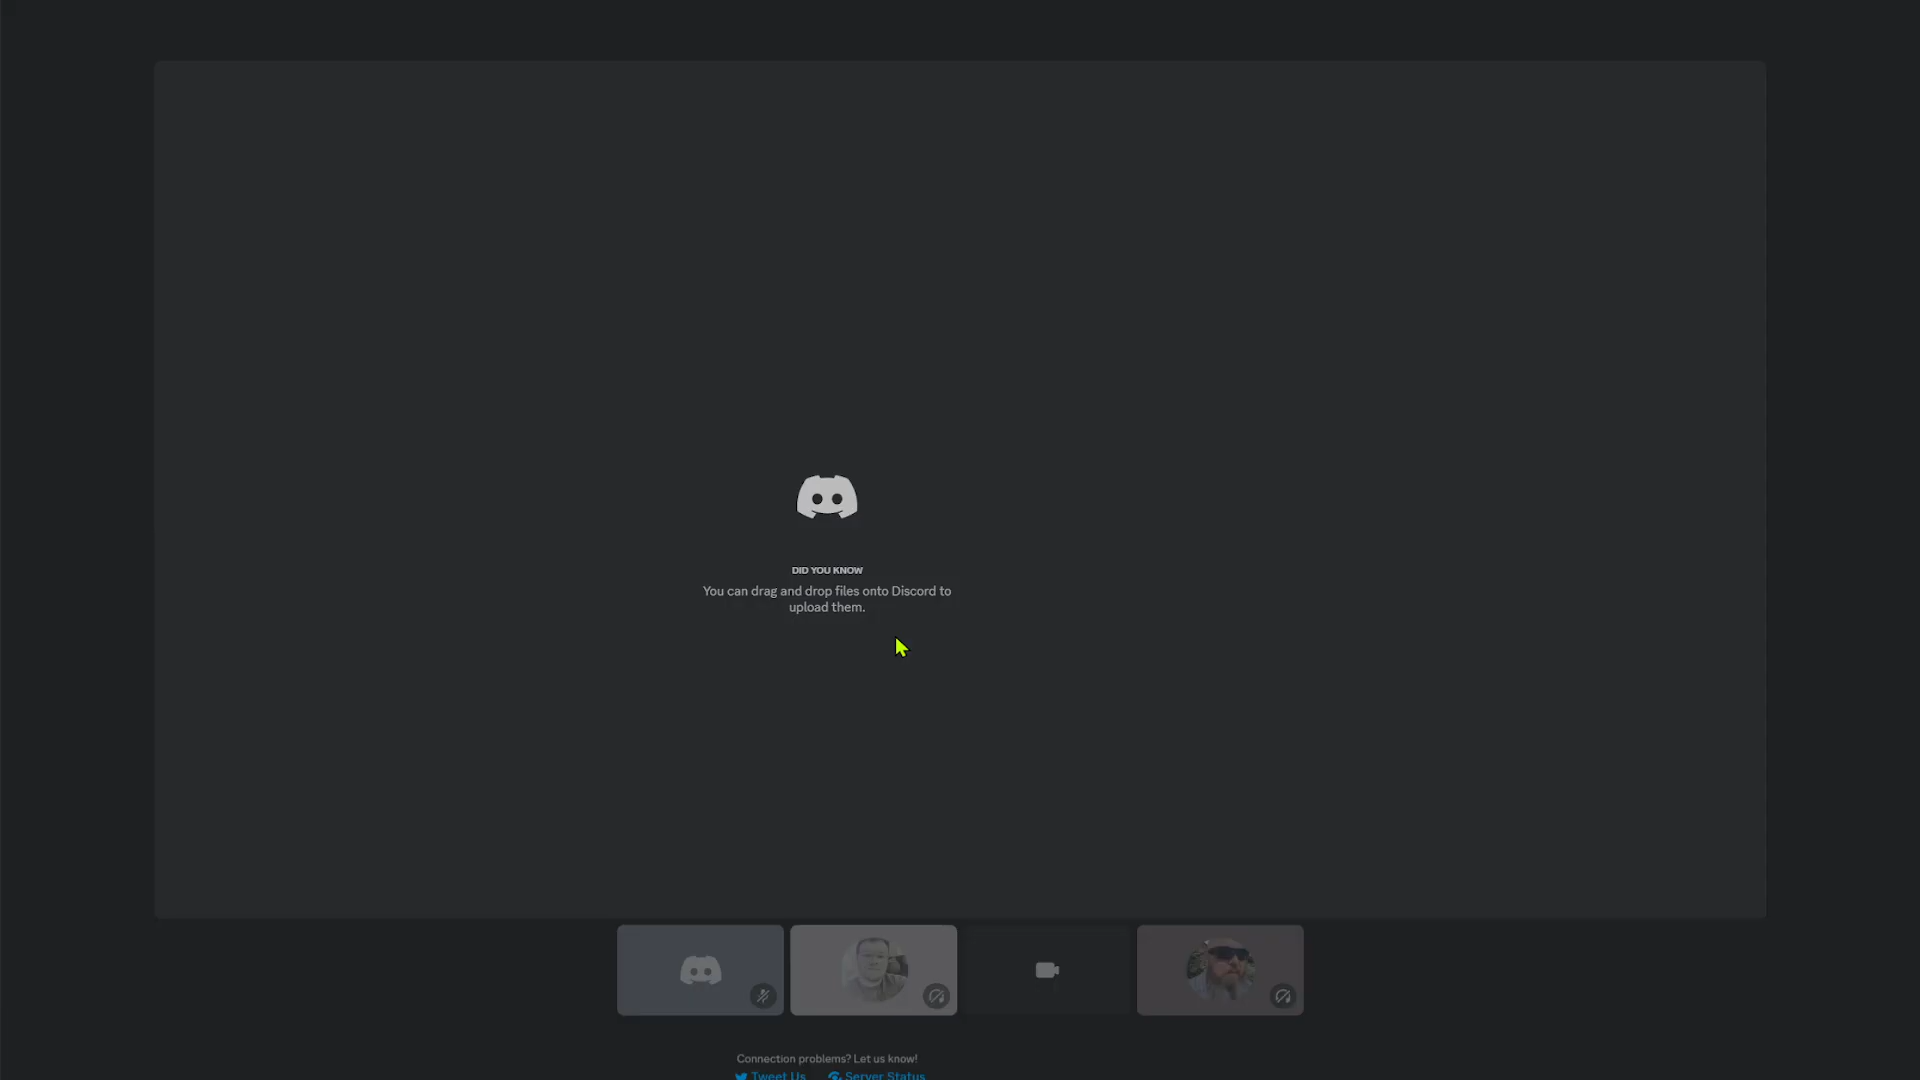 DID YOU KNOW
You can drag and drop files onto Discord to
upload them.
Connection problems? Let us know!
Tweet Us Server Status